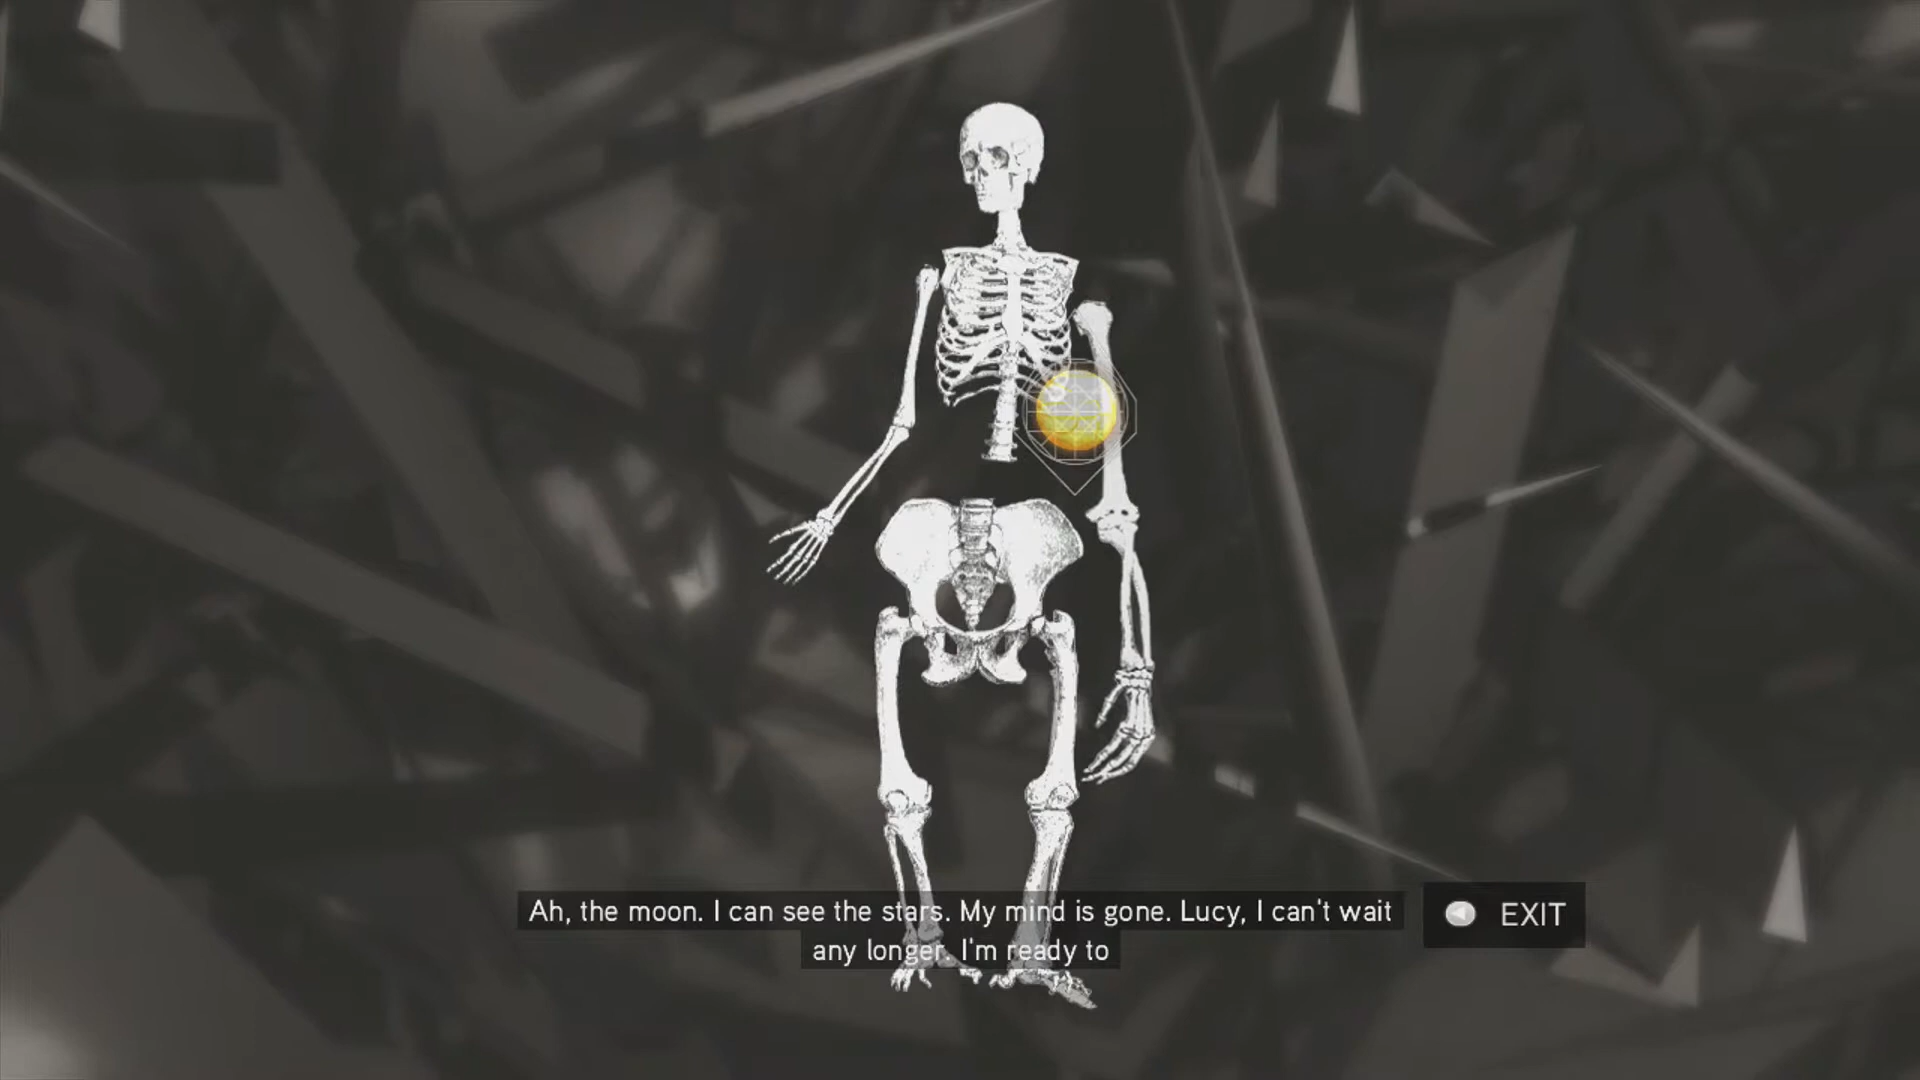 Ah, the moon. I can see the stars. My mind is gone. Lucy, I can't wait
any longer. I'm ready to
EXIT